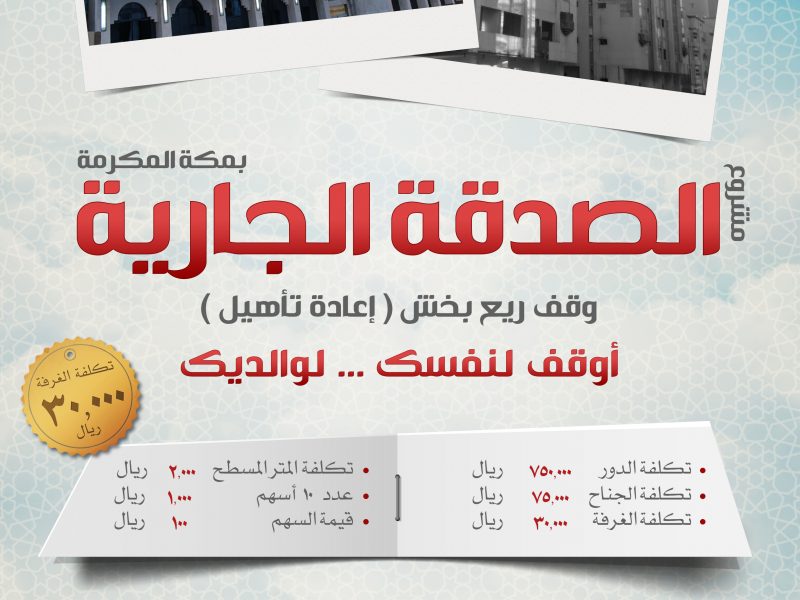 بمكة المكرمة
مشروع
الصدقة الجارية
وقف ريع بخش ( إعادة تأهيل )
أوقف لنفسك ... لوالديك
تكلفة الغرفة
٣٠,٠٠٠
ريال
• تكلفة الدور ٧٥٠,٠٠٠ ريال
• تكلفة الجناح ٧٥,٠٠٠ ريال
• تكلفة الغرفة ٣٠,٠٠٠ ريال
• تكلفة المتر المسطح ٢,٠٠٠ ريال
• عدد ١٠ أسهم ١,٠٠٠ ريال
• قيمة السهم ١٠٠ ريال